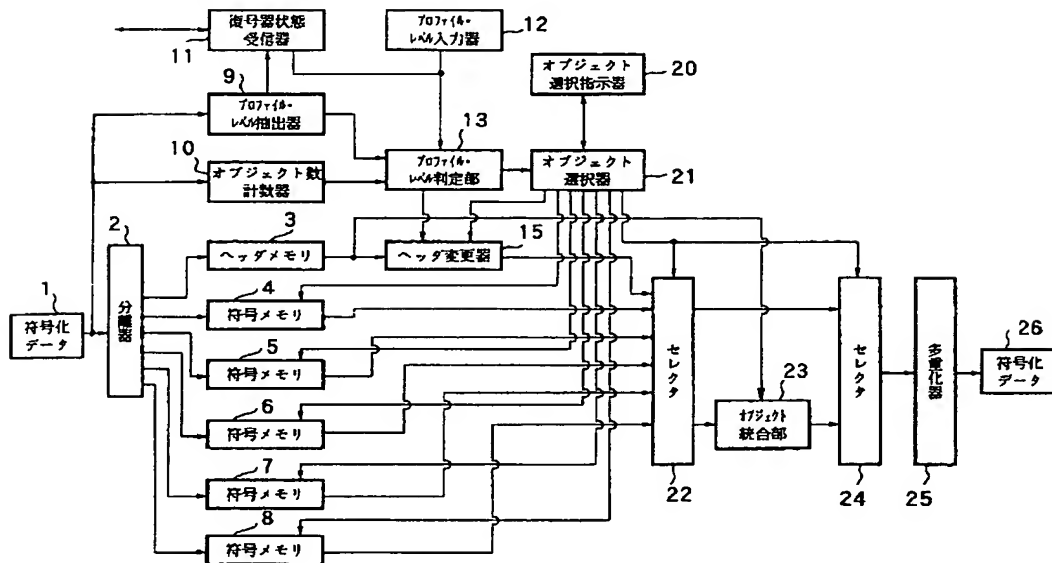 復号器状態
受信器
11
プロファイル・
レベル入力器
12
9
プロファイル・
レベル抽出器
オブジェクト
選択指示器
20
10
オブジェクト数
計数器
13
プロファイル・
レベル判定部
オブジェクト
選択器
21
2
分離器
3
ヘッダメモリ
15
ヘッダ変更器
1
符号化
データ
4
符号メモリ
5
符号メモリ
6
符号メモリ
7
符号メモリ
8
符号メモリ
セレクタ
22
23
オブジェクト
統合部
セレクタ
24
多重化器
25
26
符号化
データ